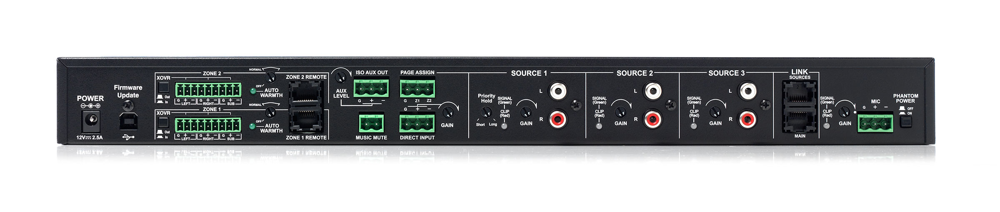 POWER
12V⎓2.5A
Firmware
Update
ZONE 2
XOVR
Out
In
G + − G + − G + −
LEFT RIGHT SUB
NORMAL
OFF
AUTO
WARMTH
ZONE 1
XOVR
Out
In
G + − G + − G + −
LEFT RIGHT SUB
NORMAL
OFF
AUTO
WARMTH
ZONE 2 REMOTE
ZONE 1 REMOTE
AUX
LEVEL
ISO AUX OUT
G + −
MUSIC MUTE
PAGE ASSIGN
G Z1 Z2
G + −
DIRECT INPUT
GAIN
SOURCE 1
Priority
Hold
Short Long
SIGNAL
(Green)
CLIP
(Red)
GAIN
L
R
SOURCE 2
SIGNAL
(Green)
CLIP
(Red)
GAIN
L
R
SOURCE 3
SIGNAL
(Green)
CLIP
(Red)
GAIN
L
R
LINK
SOURCES
MAIN
SIGNAL
(Green)
CLIP
(Red)
GAIN
MIC
G + −
PHANTOM
POWER
OFF
ON